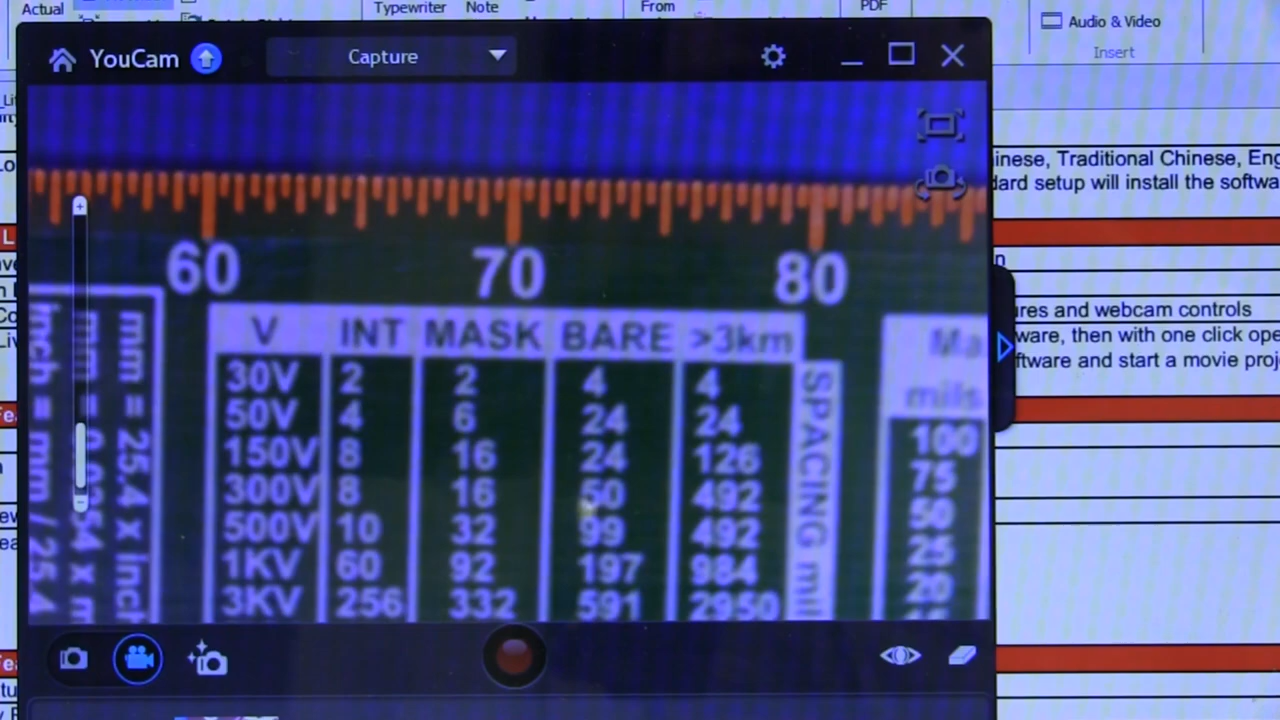 Actual
Typewriter Note From PDF
Audio & Video
Insert
YouCam Capture
inese, Traditional Chinese, Eng
dard setup will install the softwa
60 70 80
V INT MASK BARE >3km
30V 2 2 4 4
50V 4 6 24 24
150V 8 16 24 126
300V 8 16 50 492
500V 10 32 99 492
1KV 60 92 197 984
3KV 256 332 591 2950
SPACING mil
mm = 25.4 x Inch
Inch = mm / 25.4
Ma
mils
100
75
50
25
20
ures and webcam controls
ware, then with one click ope
ftware and start a movie proj